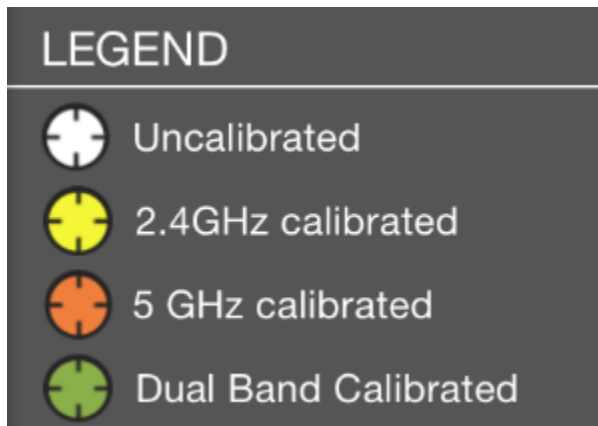 LEGEND
Uncalibrated
2.4GHz calibrated
5 GHz calibrated
Dual Band Calibrated